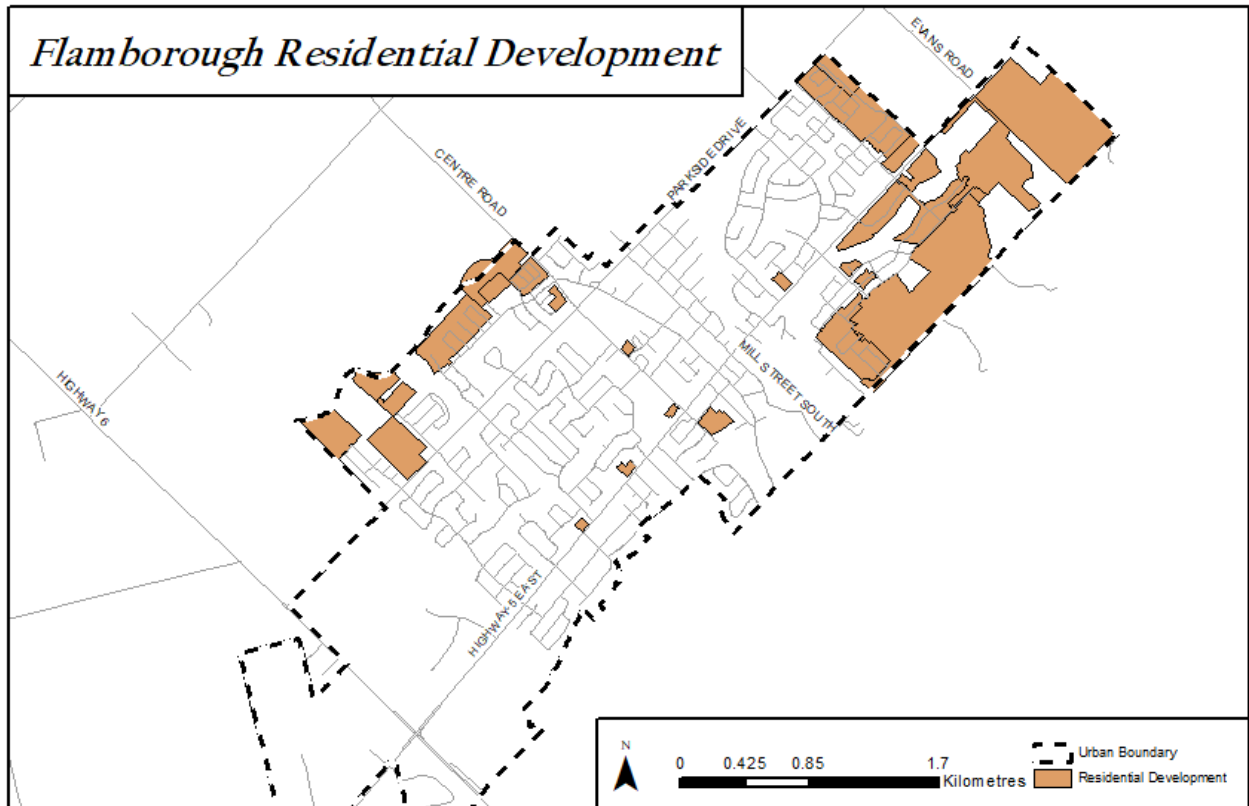 Flamborough Residential Development
EVANS ROAD
PARKSIDE DRIVE
CENTRE ROAD
HIGHWAY 6
MILL STREET SOUTH
HIGHWAY 5 EAST
N
0 0.425 0.85 1.7
Kilometres
Urban Boundary
Residential Development